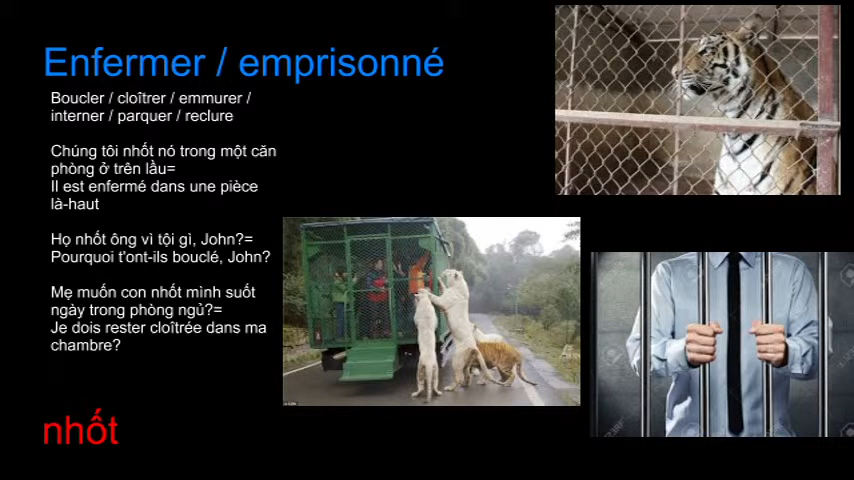 Enfermer / emprisonné
Boucler / cloîtrer / emmurer /
interner / parquer / reclure
Chúng tôi nhốt nó trong một căn
phòng ở trên lầu=
Il est enfermé dans une pièce
là-haut
Họ nhốt ông vì tội gì, John?=
Pourquoi t'ont-ils bouclé, John?
Mẹ muốn con nhốt mình suốt
ngày trong phòng ngủ?=
Je dois rester cloîtrée dans ma
chambre?
nhốt